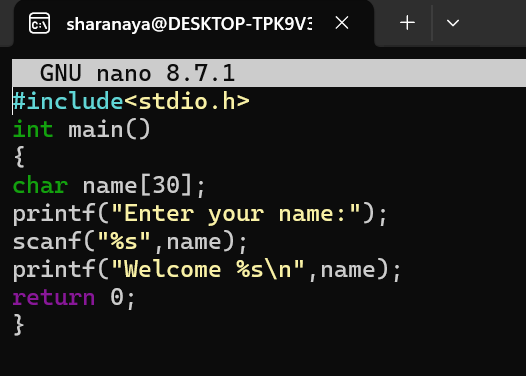 sharanaya@DESKTOP-TPK9V
GNU nano 8.7.1
#include<stdio.h>
int main()
{
char name[30];
printf("Enter your name:");
scanf("%s",name);
printf("Welcome %s\n",name);
return 0;
}